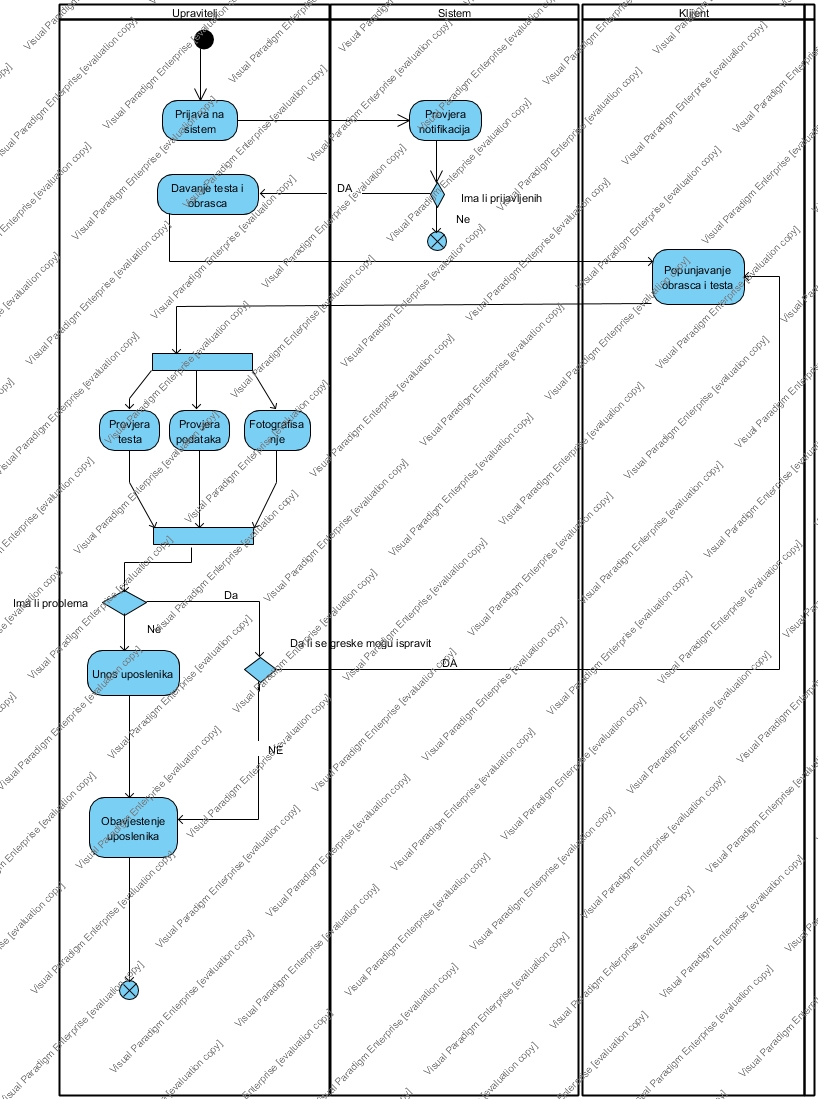 Upravitelj
Sistem
Klijent
Prijava na
sistem
Provjera
notifikacija
Davanje testa i
obrasca
DA
Ima li prijavljenih
Ne
Popunjavanje
obrasca i testa
Provjera
testa
Provjera
podataka
Fotografisa
nje
Ima li problema
Da
Ne
Da li se greske mogu ispravit
DA
Unos uposlenika
NE
Obavjestenje
uposlenika
Visual Paradigm Enterprise [evaluation copy]